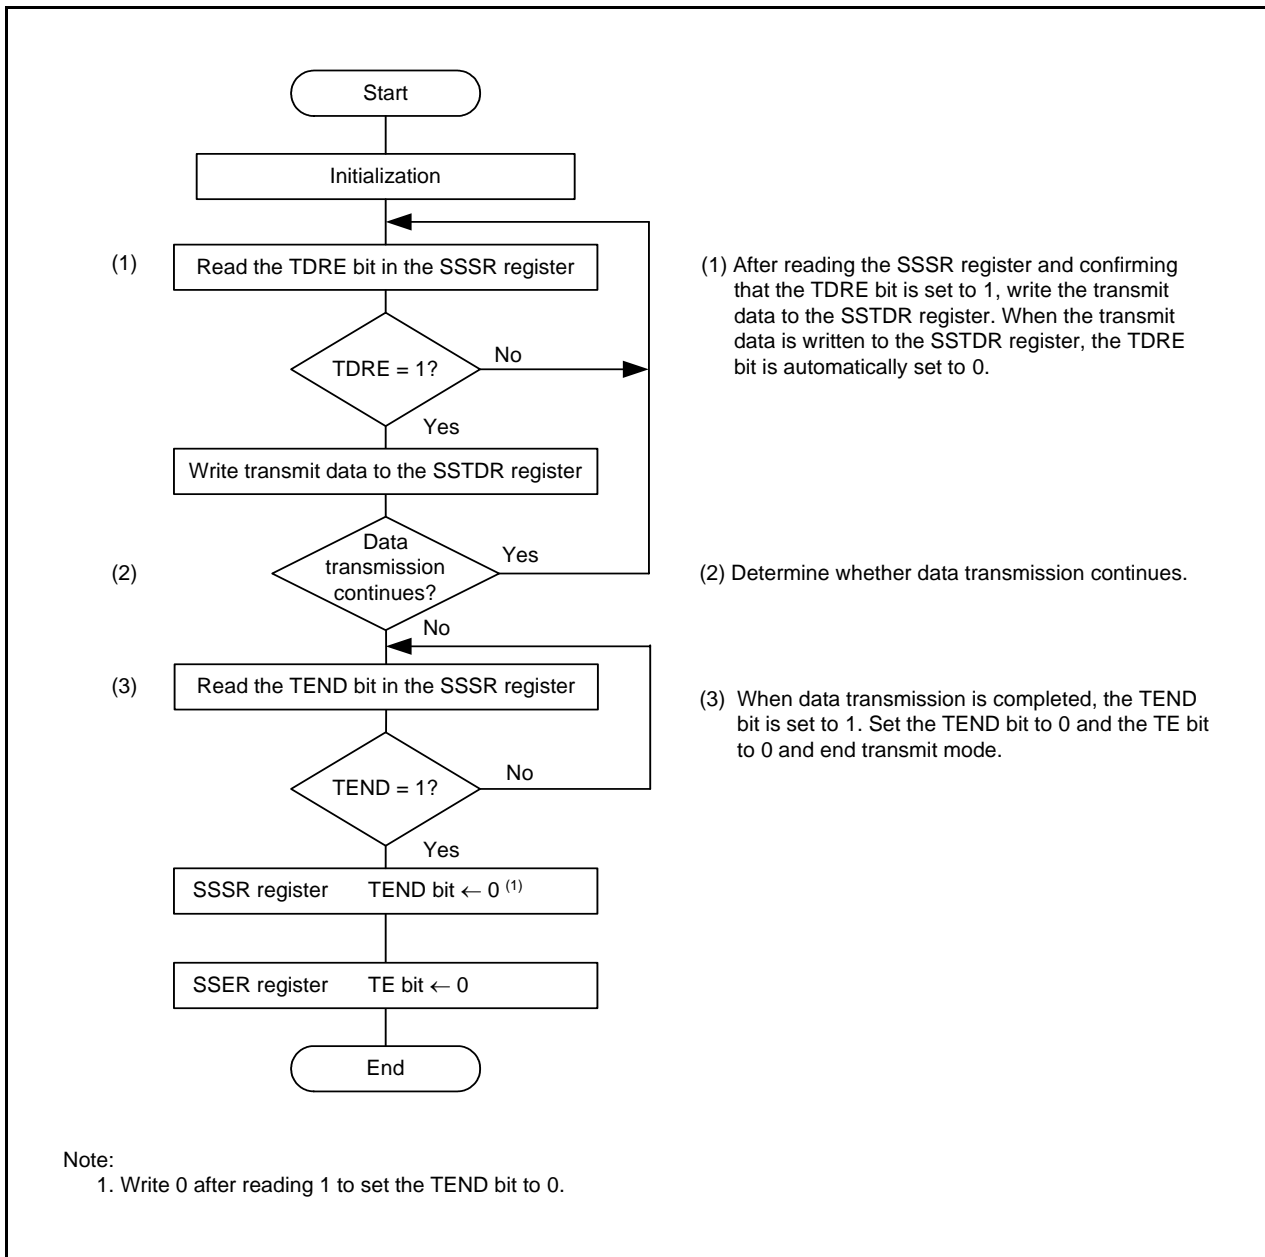 Start
Initialization
(1)
Read the TDRE bit in the SSSR register
(1) After reading the SSSR register and confirming
that the TDRE bit is set to 1, write the transmit
data to the SSTDR register. When the transmit
data is written to the SSTDR register, the TDRE
bit is automatically set to 0.
TDRE = 1?
No
Yes
Write transmit data to the SSTDR register
(2)
Data
transmission
continues?
Yes
(2) Determine whether data transmission continues.
No
(3)
Read the TEND bit in the SSSR register
(3) When data transmission is completed, the TEND
bit is set to 1. Set the TEND bit to 0 and the TE bit
to 0 and end transmit mode.
TEND = 1?
No
Yes
SSSR register TEND bit ← 0 (1)
SSER register TE bit ← 0
End
Note:
1. Write 0 after reading 1 to set the TEND bit to 0.